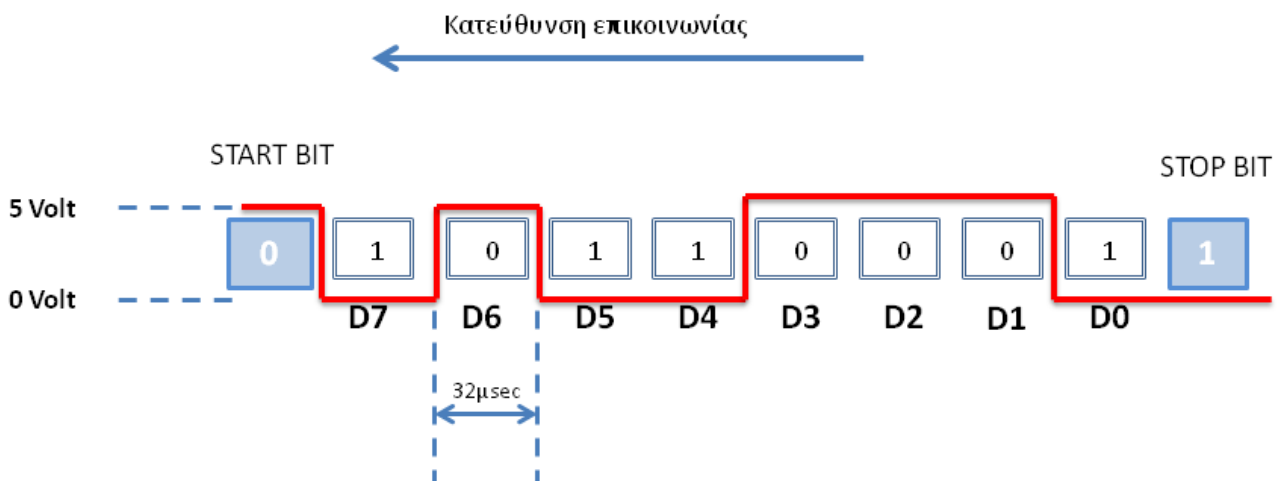 Κατεύθυνση επικοινωνίας
START BIT
STOP BIT
5 Volt
0 1 0 1 1 0 0 0 1 1
0 Volt
D7 D6 D5 D4 D3 D2 D1 D0
32μsec